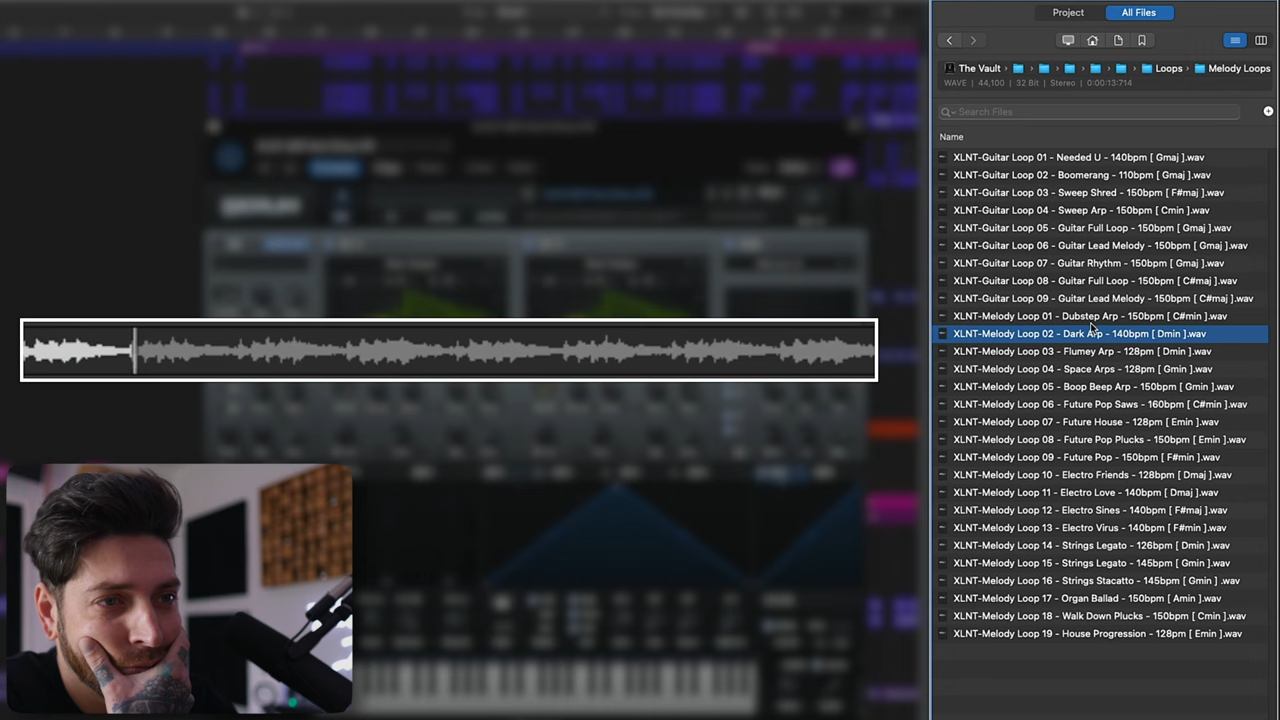 Project All Files
The Vault Loops Melody Loops
WAVE | 44,100 | 32 Bit | Stereo | 0:00:13:714
Search Files
Name
XLNT-Guitar Loop 01 - Needed U - 140bpm [ Gmaj ].wav
XLNT-Guitar Loop 02 - Boomerang - 110bpm [ Gmaj ].wav
XLNT-Guitar Loop 03 - Sweep Shred - 150bpm [ F#maj ].wav
XLNT-Guitar Loop 04 - Sweep Arp - 150bpm [ Cmin ].wav
XLNT-Guitar Loop 05 - Guitar Full Loop - 150bpm [ Gmaj ].wav
XLNT-Guitar Loop 06 - Guitar Lead Melody - 150bpm [ Gmaj ].wav
XLNT-Guitar Loop 07 - Guitar Rhythm - 150bpm [ Gmaj ].wav
XLNT-Guitar Loop 08 - Guitar Full Loop - 150bpm [ C#maj ].wav
XLNT-Guitar Loop 09 - Guitar Lead Melody - 150bpm [ C#maj ].wav
XLNT-Melody Loop 01 - Dubstep Arp - 150bpm [ C#min ].wav
XLNT-Melody Loop 02 - Dark Arp - 140bpm [ Dmin ].wav
XLNT-Melody Loop 03 - Flumey Arp - 128pm [ Dmin ].wav
XLNT-Melody Loop 04 - Space Arps - 128pm [ Gmin ].wav
XLNT-Melody Loop 05 - Boop Beep Arp - 150bpm [ Gmin ].wav
XLNT-Melody Loop 06 - Future Pop Saws - 160bpm [ C#min ].wav
XLNT-Melody Loop 07 - Future House - 128pm [ Emin ].wav
XLNT-Melody Loop 08 - Future Pop Plucks - 150bpm [ Emin ].wav
XLNT-Melody Loop 09 - Future Pop - 150bpm [ F#min ].wav
XLNT-Melody Loop 10 - Electro Friends - 128bpm [ Dmaj ].wav
XLNT-Melody Loop 11 - Electro Love - 140bpm [ Dmaj ].wav
XLNT-Melody Loop 12 - Electro Sines - 140bpm [ F#maj ].wav
XLNT-Melody Loop 13 - Electro Virus - 140bpm [ F#min ].wav
XLNT-Melody Loop 14 - Strings Legato - 126bpm [ Dmin ].wav
XLNT-Melody Loop 15 - Strings Legato - 145bpm [ Gmin ].wav
XLNT-Melody Loop 16 - Strings Stacatto - 145bpm [ Gmin ] .wav
XLNT-Melody Loop 17 - Organ Ballad - 150bpm [ Amin ].wav
XLNT-Melody Loop 18 - Walk Down Plucks - 150bpm [ Cmin ].wav
XLNT-Melody Loop 19 - House Progression - 128pm [ Emin ].wav